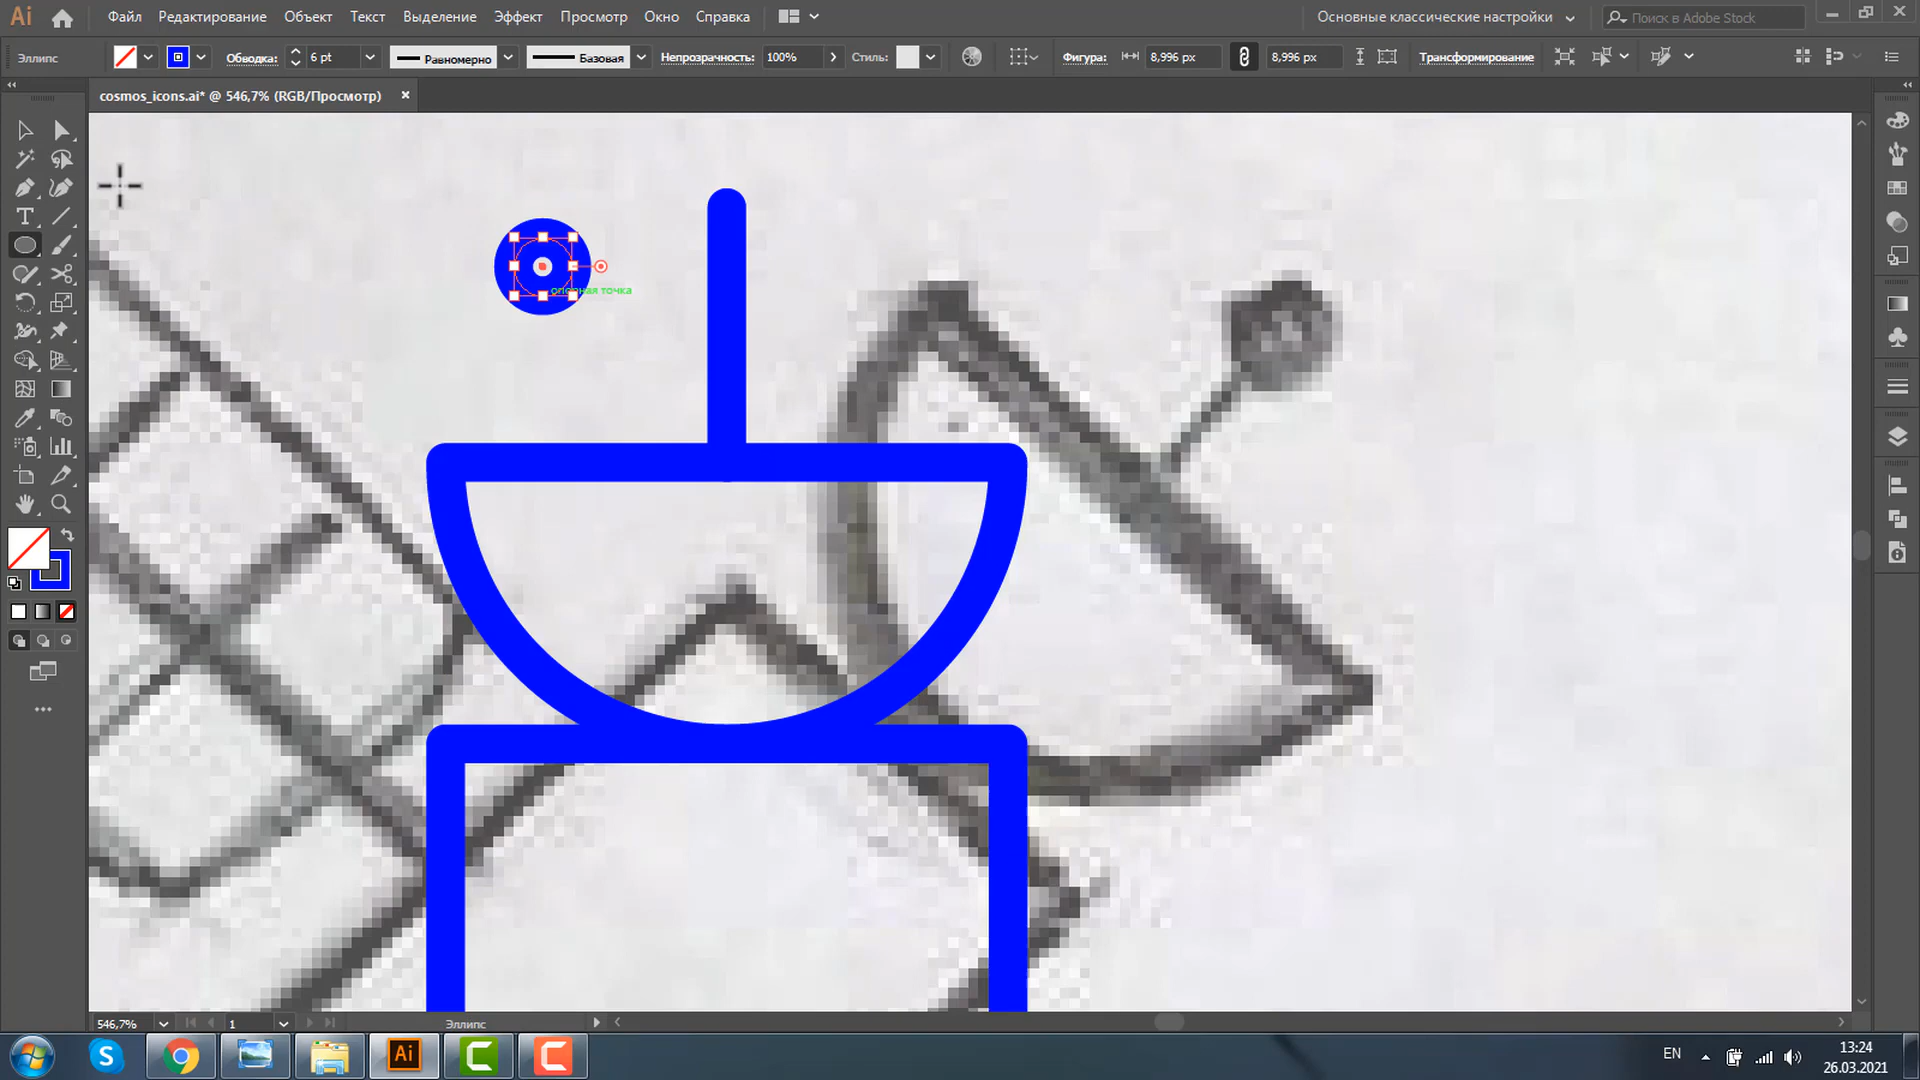 Ai Файл Редактирование Объект Текст Выделение Эффект Просмотр Окно Справка Основные классические настройки Поиск в Adobe Stock
Эллипс Обводка: 6 pt Равномерно Базовая Непрозрачность: 100% Стиль: Фигура: 8,996 px 8,996 px Трансформирование
cosmos_icons.ai* @ 546,7% (RGB/Просмотр)
опорная точка
546,7% 1 Эллипс
Ai EN 13:24
26.03.2021